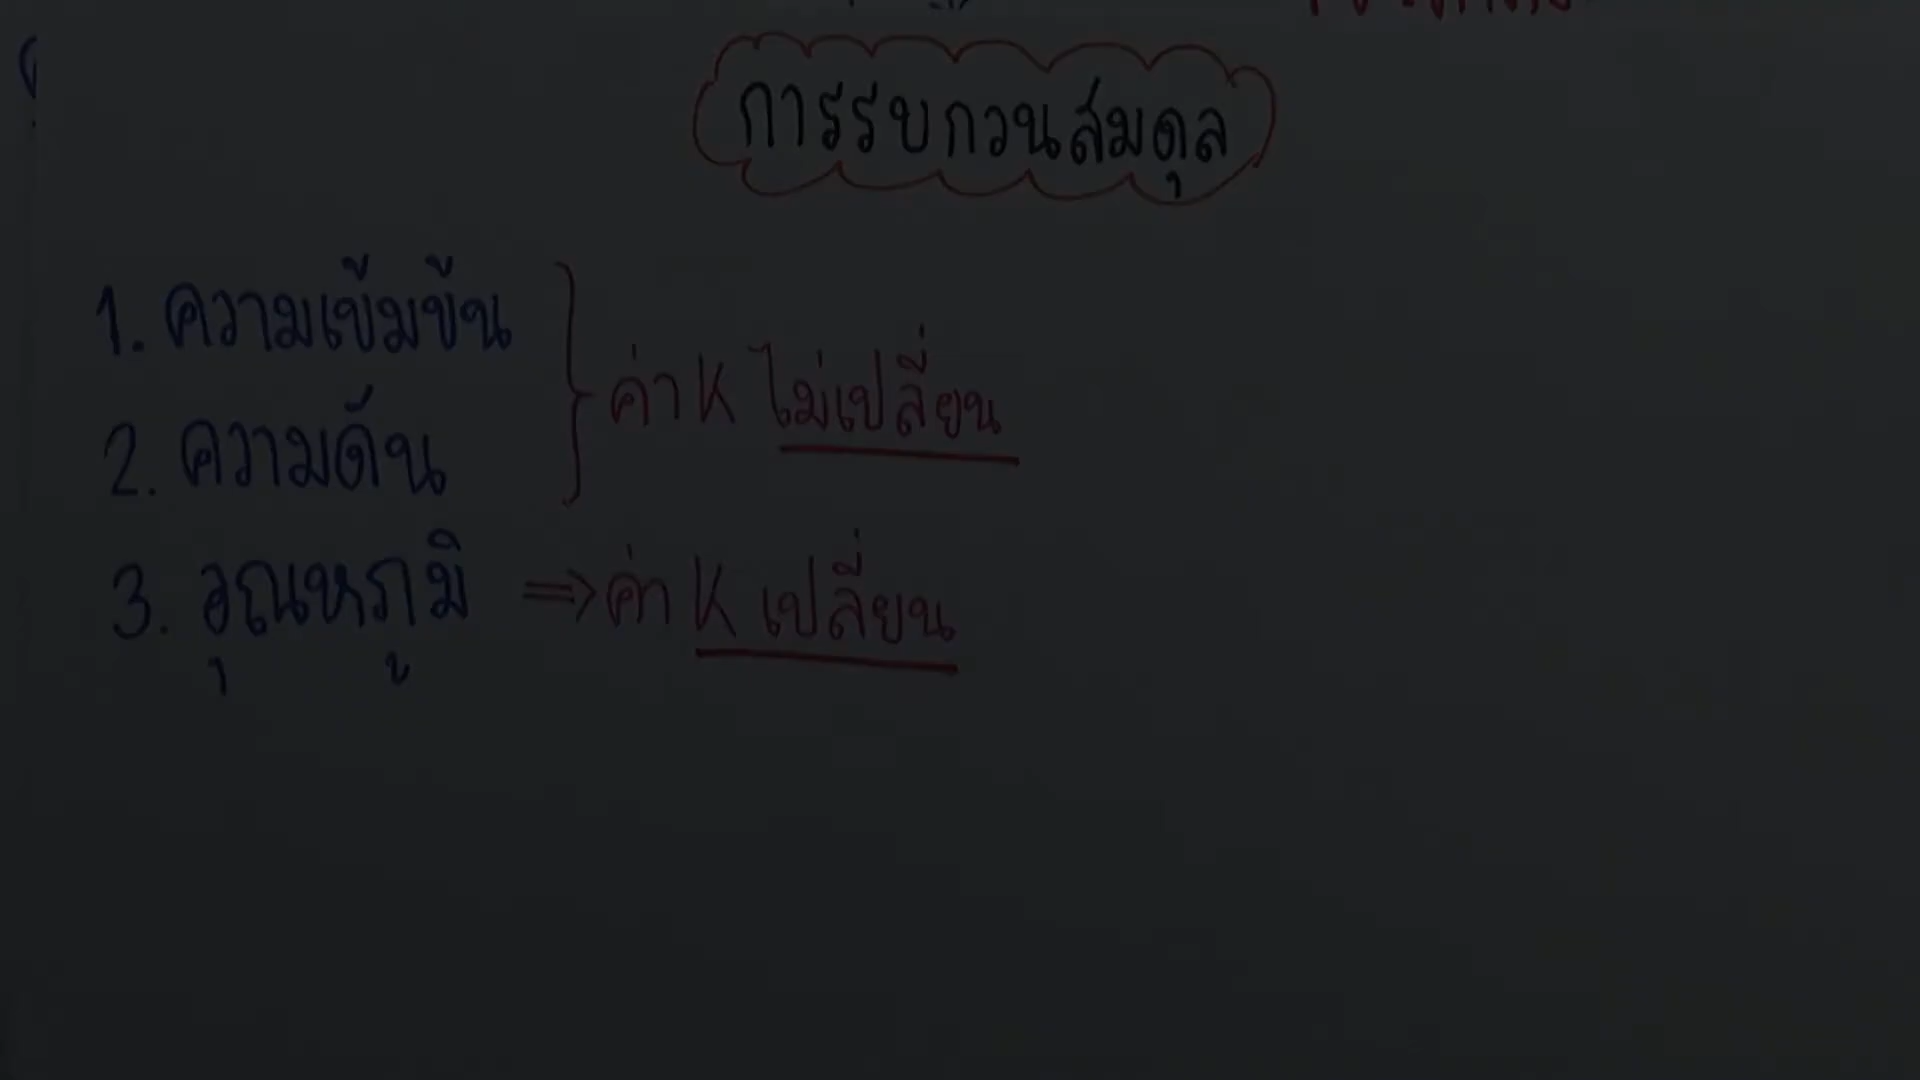 การรบกวนสมดุล
1. ความเข้มข้น
2. ความดัน
ค่า K ไม่เปลี่ยน
3. อุณหภูมิ ⇒ ค่า K เปลี่ยน